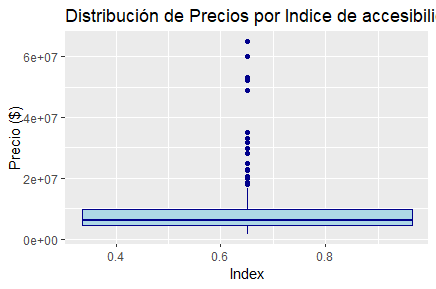 Distribución de Precios por Indice de accesibili
Precio ($)
6e+07
4e+07
2e+07
0e+00
0.4
0.6
0.8
Index